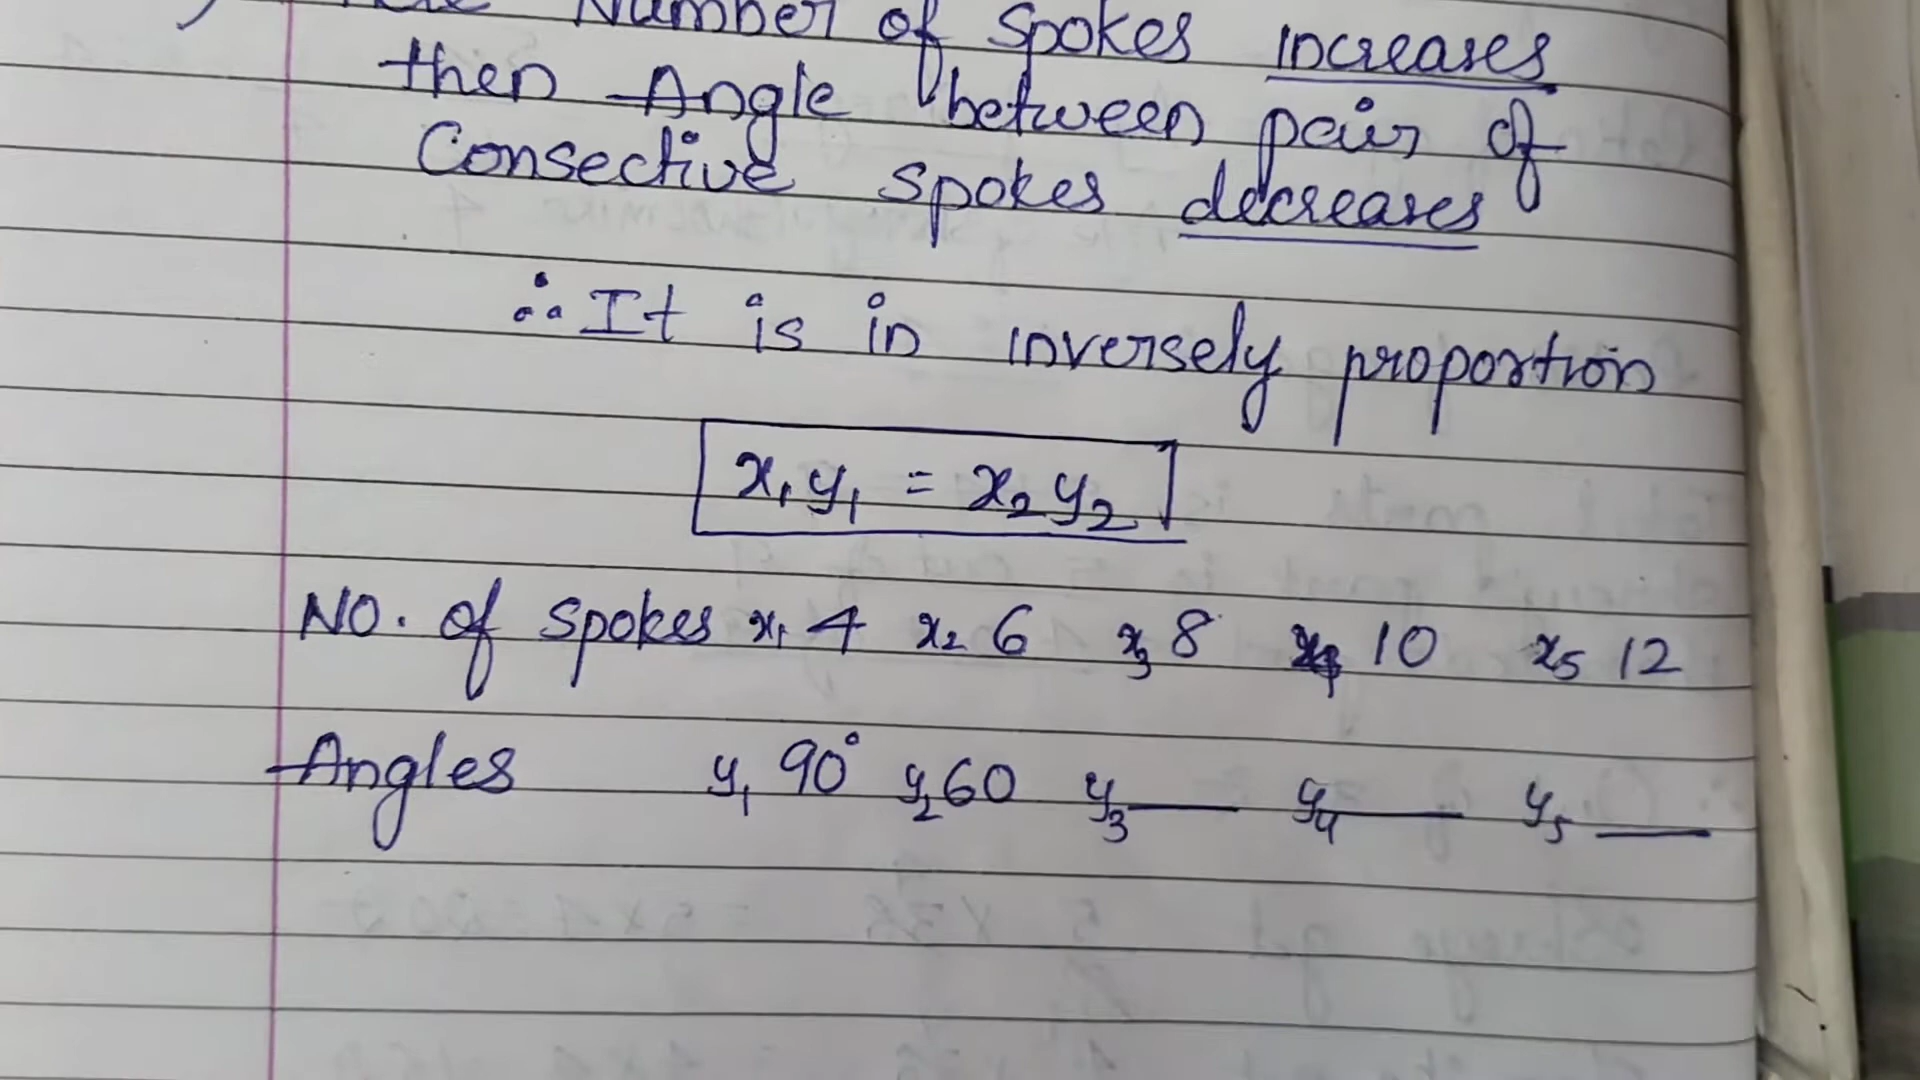 Number of spokes increases
then Angle between pair of
Consective spokes decreases
∴ It is in inversely proportion
x₁y₁ = x₂y₂
NO. of spokes x₁ 4 x₂ 6 x₃ 8 x₄ 10 x₅ 12
Angles y₁ 90° y₂ 60 y₃ ___ y₄ ___ y₅ ___